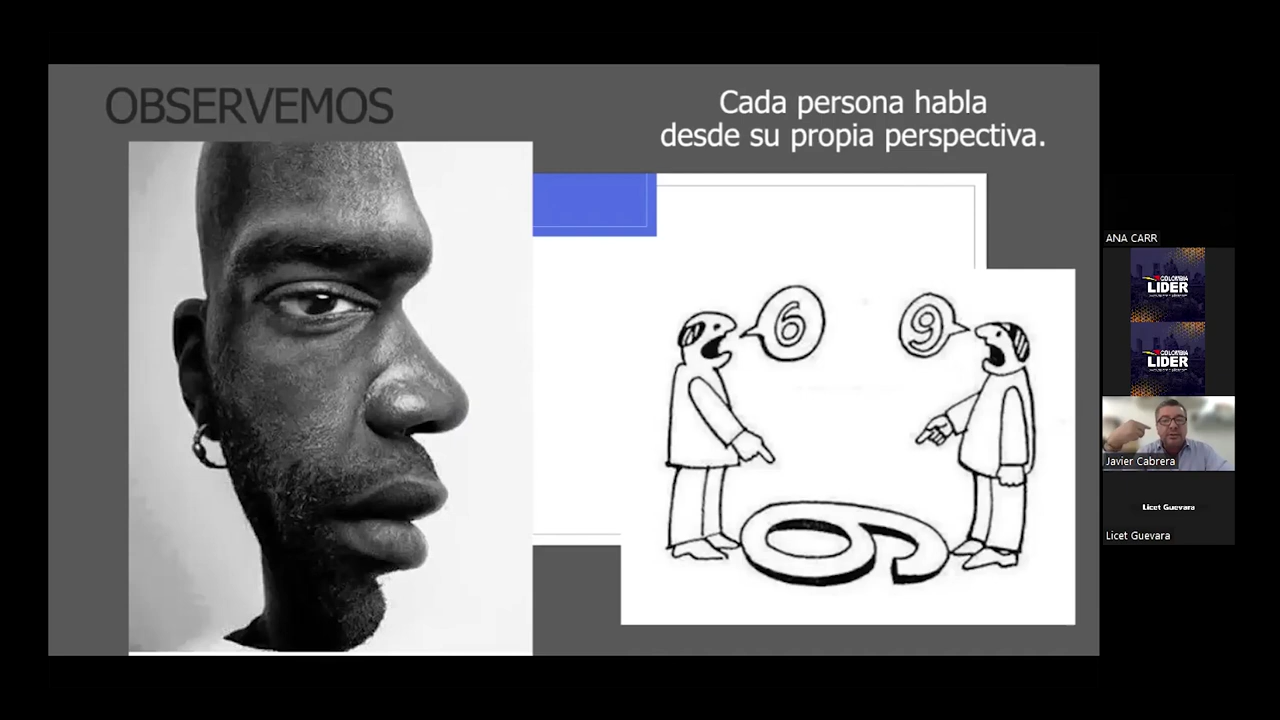 OBSERVEMOS
Cada persona habla
desde su propia perspectiva.
6
9
ANA CARR
COLOMBIA
LIDER
COLOMBIA
LIDER
Javier Cabrera
Licet Guevara
Licet Guevara